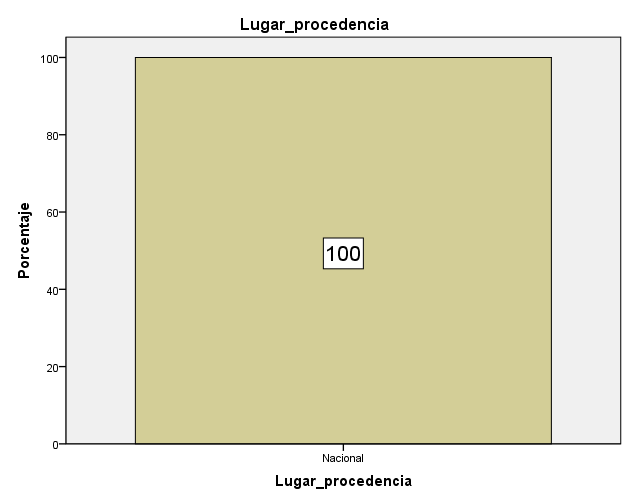 Lugar_procedencia
Porcentaje
100
80
60
40
20
0
100
Nacional
Lugar_procedencia